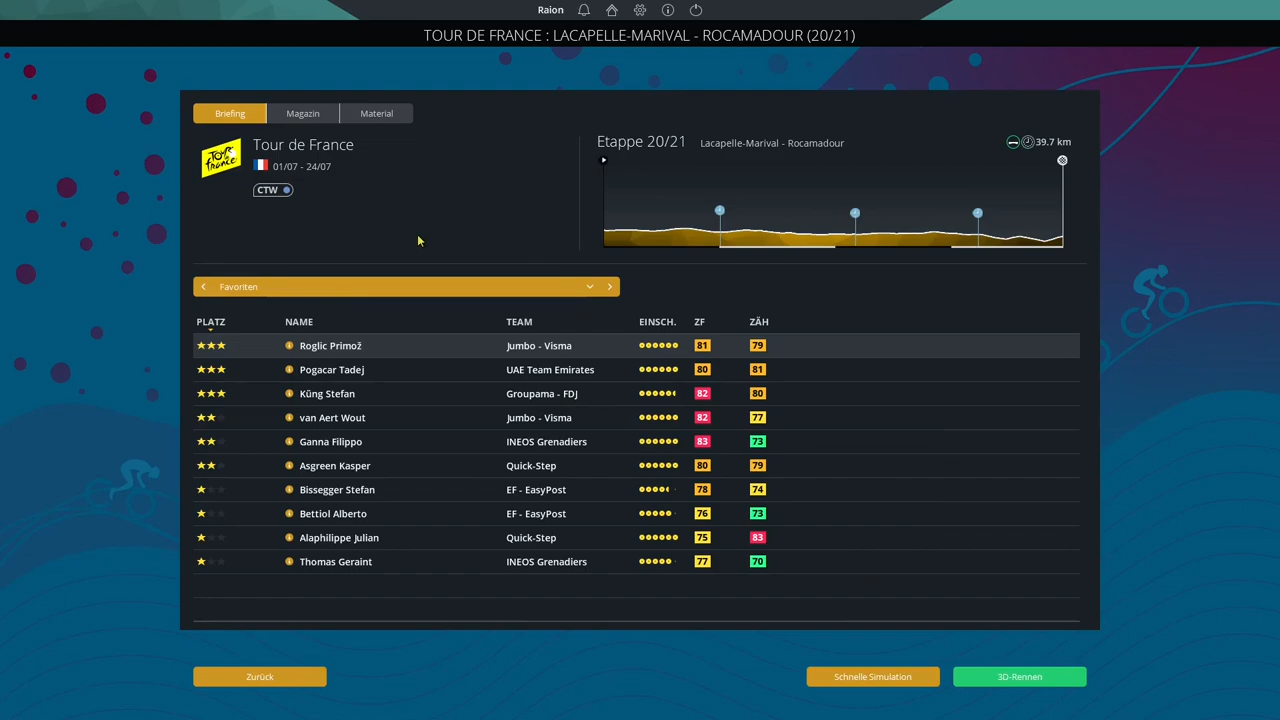 Raion
TOUR DE FRANCE : LACAPELLE-MARIVAL - ROCAMADOUR (20/21)
Briefing Magazin Material
TOUR de France
Tour de France
01/07 - 24/07
CTW
Etappe 20/21 Lacapelle-Marival - Rocamadour 39.7 km
Favoriten
PLATZ NAME TEAM EINSCH. ZF ZÄH
Roglic Primož Jumbo - Visma 81 79
Pogacar Tadej UAE Team Emirates 80 81
Küng Stefan Groupama - FDJ 82 80
van Aert Wout Jumbo - Visma 82 77
Ganna Filippo INEOS Grenadiers 83 73
Asgreen Kasper Quick-Step 80 79
Bissegger Stefan EF - EasyPost 78 74
Bettiol Alberto EF - EasyPost 76 73
Alaphilippe Julian Quick-Step 75 83
Thomas Geraint INEOS Grenadiers 77 70
Zurück Schnelle Simulation 3D-Rennen